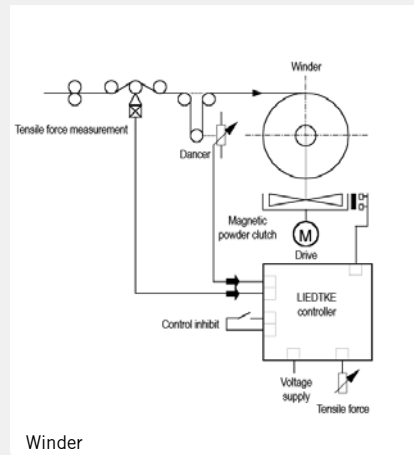 Winder
Tensile force measurement
Dancer
Magnetic
powder clutch
M
Drive
LIEDTKE
controller
Control inhibit
Voltage
supply
Tensile force
Winder